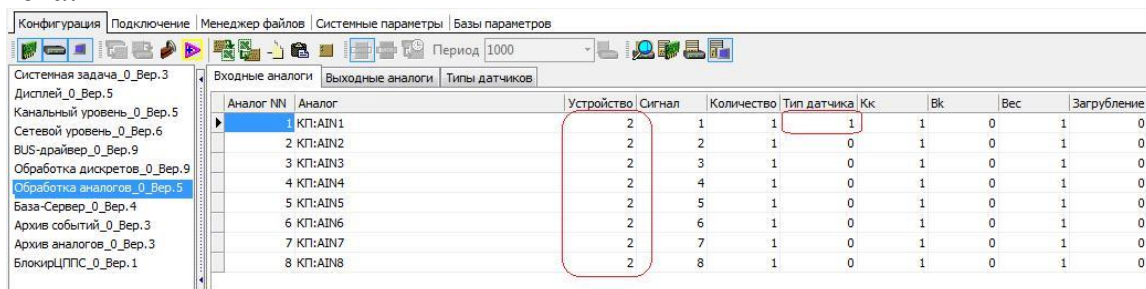 Конфигурация Подключение Менеджер файлов Системные параметры Базы параметров
Период 1000
Системная задача_0_Вер.3
Дисплей_0_Вер.5
Канальный уровень_0_Вер.5
Сетевой уровень_0_Вер.6
BUS-драйвер_0_Вер.9
Обработка дискретов_0_Вер.9
Обработка аналогов_0_Вер.5
База-Сервер_0_Вер.4
Архив событий_0_Вер.3
Архив аналогов_0_Вер.3
БлокирЦППС_0_Вер.1
Входные аналоги Выходные аналоги Типы датчиков
Аналог NN Аналог Устройство Сигнал Количество Тип датчика Кк Bk Вес Загрубление
1 КП:AIN1 2 1 1 1 1 0 1 0
2 КП:AIN2 2 2 1 0 1 0 1 0
3 КП:AIN3 2 3 1 0 1 0 1 0
4 КП:AIN4 2 4 1 0 1 0 1 0
5 КП:AIN5 2 5 1 0 1 0 1 0
6 КП:AIN6 2 6 1 0 1 0 1 0
7 КП:AIN7 2 7 1 0 1 0 1 0
8 КП:AIN8 2 8 1 0 1 0 1 0